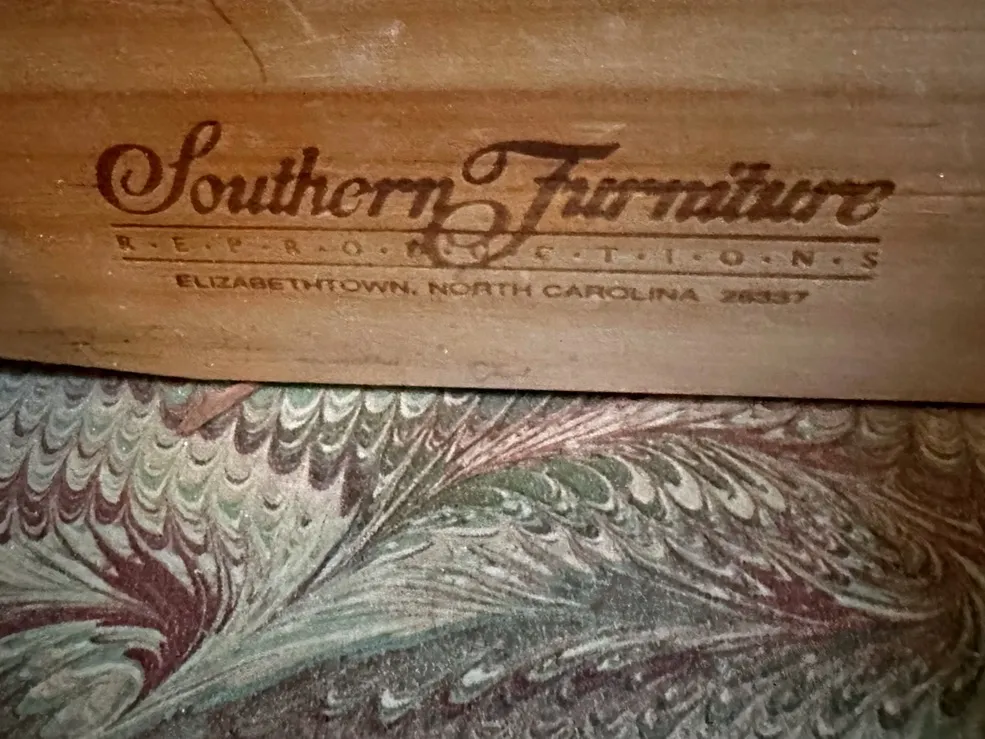 Southern Furniture
R·E·P·R·O·D·U·C·T·I·O·N·S
ELIZABETHTOWN, NORTH CAROLINA 28337